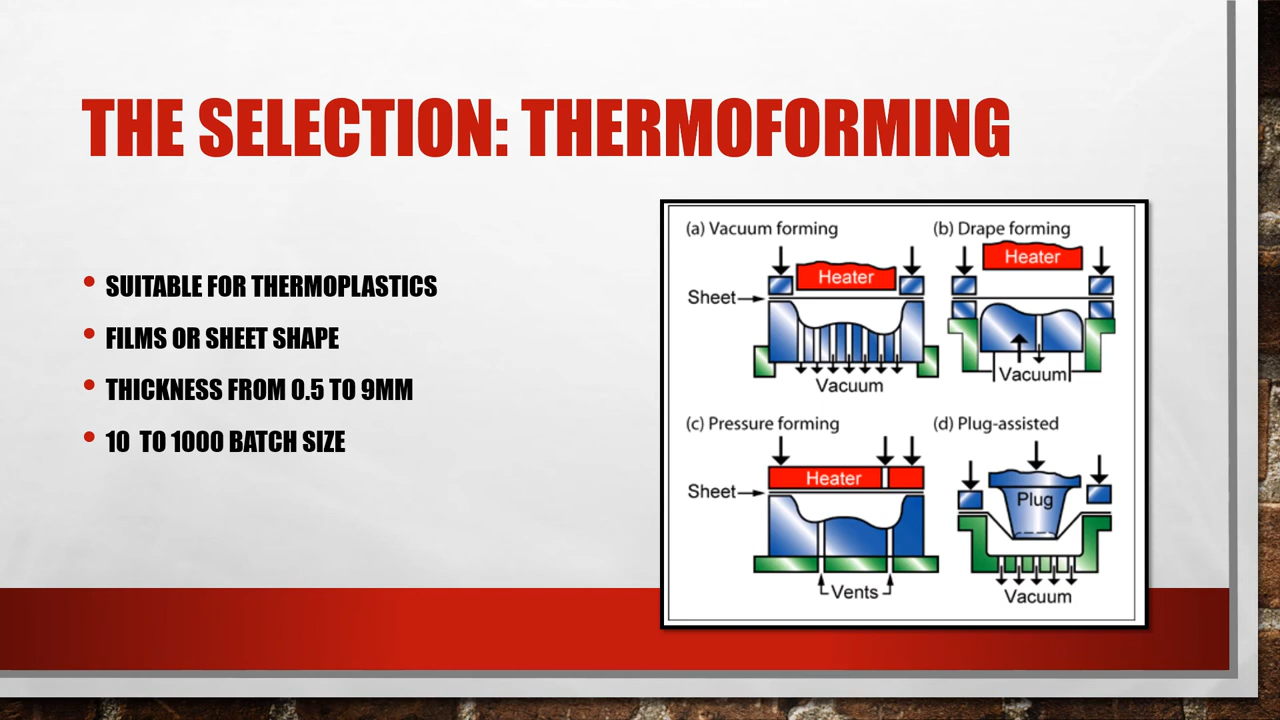 THE SELECTION: THERMOFORMING
• SUITABLE FOR THERMOPLASTICS
• FILMS OR SHEET SHAPE
• THICKNESS FROM 0.5 TO 9MM
• 10 TO 1000 BATCH SIZE
(a) Vacuum forming
Heater
Sheet
Vacuum
(b) Drape forming
Heater
Vacuum
(c) Pressure forming
Heater
Sheet
Vents
(d) Plug-assisted
Plug
Vacuum